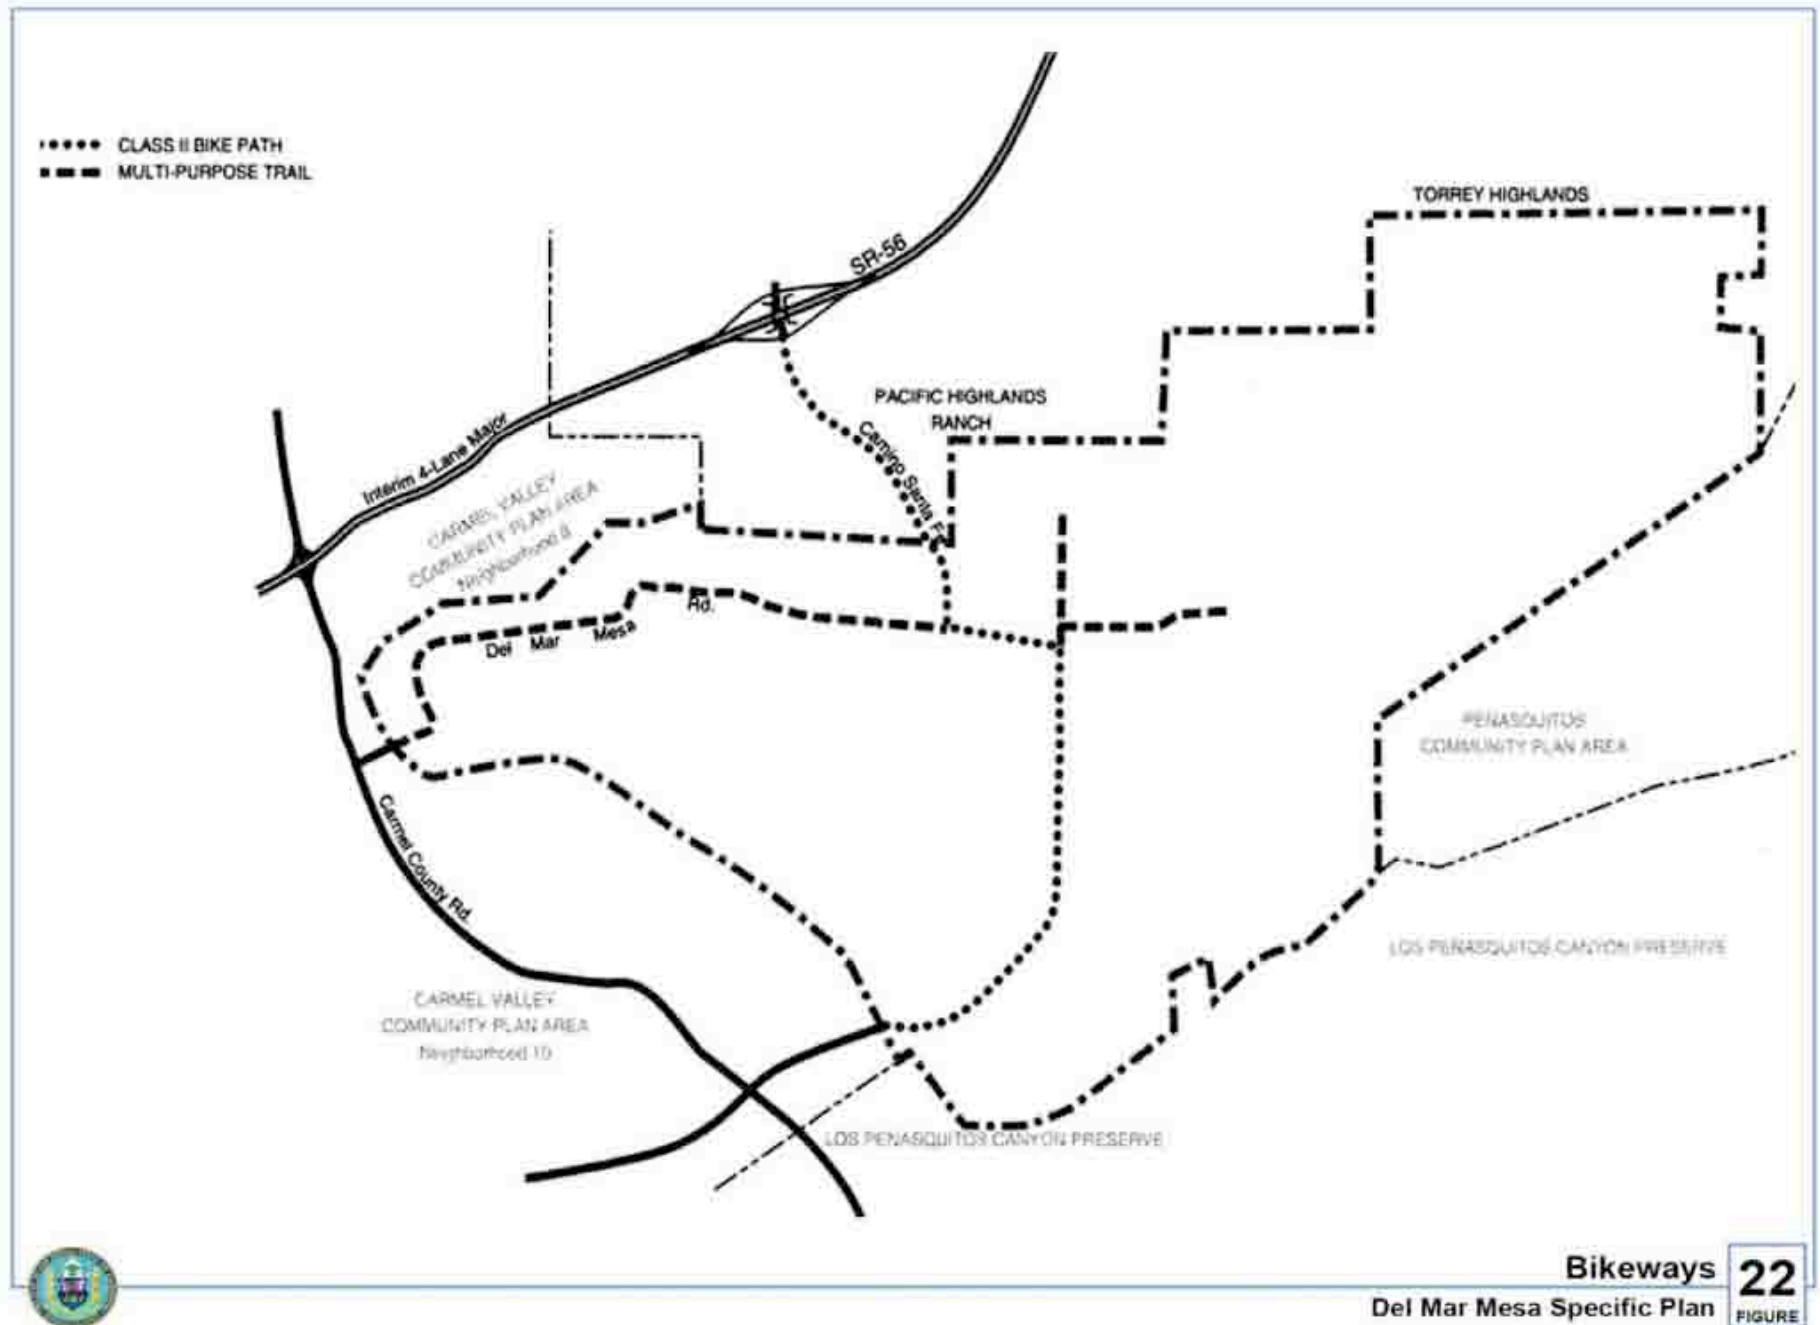 CLASS II BIKE PATH
MULTI-PURPOSE TRAIL
TORREY HIGHLANDS
SR-56
PACIFIC HIGHLANDS
RANCH
Camino Santa Fe
Interim 4-Lane Major
CARMEL VALLEY
COMMUNITY PLAN AREA
Neighborhood 8
Rd.
Del Mar Mesa
PENASQUITOS
COMMUNITY PLAN AREA
Carmel County Rd.
LOS PENASQUITOS CANYON PRESERVE
CARMEL VALLEY
COMMUNITY PLAN AREA
Neighborhood 10
LOS PENASQUITOS CANYON PRESERVE
Bikeways
Del Mar Mesa Specific Plan
22
FIGURE